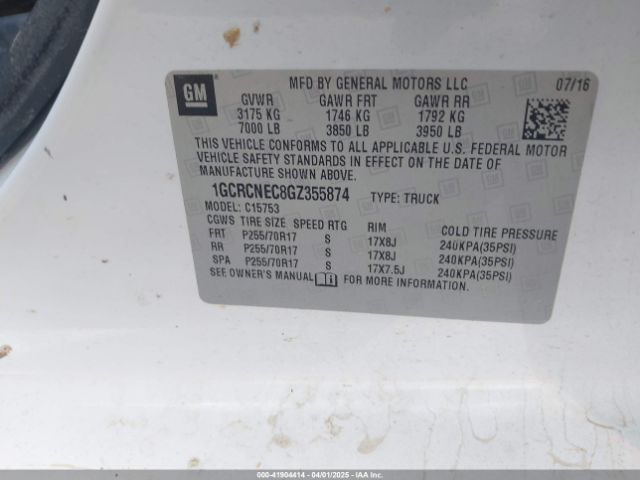 GM
MFD BY GENERAL MOTORS LLC 07/16
GVWR GAWR FRT GAWR RR
3175 KG 1746 KG 1792 KG
7000 LB 3850 LB 3950 LB
THIS VEHICLE CONFORMS TO ALL APPLICABLE U.S. FEDERAL MOTOR
VEHICLE SAFETY STANDARDS IN EFFECT ON THE DATE OF
MANUFACTURE SHOWN ABOVE.
1GCRCNEC8GZ355874 TYPE: TRUCK
MODEL: C15753
CGWS TIRE SIZE SPEED RTG RIM COLD TIRE PRESSURE
FRT P255/70R17 S 17X8J 240KPA(35PSI)
RR P255/70R17 S 17X8J 240KPA(35PSI)
SPA P255/70R17 S 17X7.5J 240KPA(35PSI)
SEE OWNER'S MANUAL FOR MORE INFORMATION.
000-41904414 - 04/01/2025 - IAAI.COM